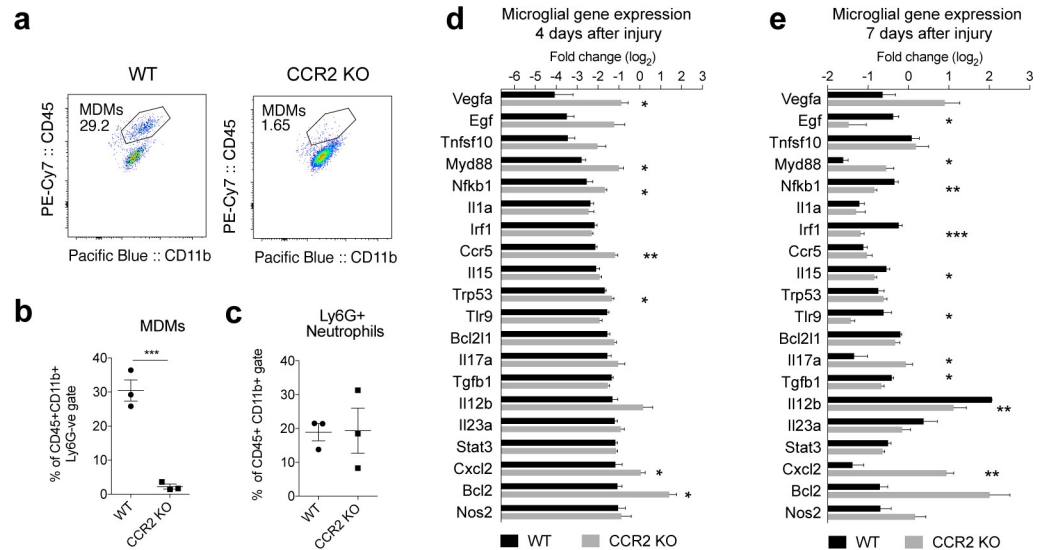 a
WT
CCR2 KO
MDMs
29.2
MDMs
1.65
PE-Cy7 :: CD45
PE-Cy7 :: CD45
Pacific Blue :: CD11b
Pacific Blue :: CD11b
b
MDMs
***
% of CD45+CD11b+
Ly6G-ve gate
40
30
20
10
0
WT
CCR2 KO
c
Ly6G+
Neutrophils
% of CD45+ CD11b+ gate
40
30
20
10
0
WT
CCR2 KO
d
Microglial gene expression
4 days after injury
Fold change (log2)
-6 -5 -4 -3 -2 -1 0 1 2 3
Vegfa *
Egf
Tnfsf10
Myd88 *
Nfkb1 *
Il1a
Irf1
Ccr5 **
Il15
Trp53 *
Tlr9
Bcl2l1
Il17a
Tgfb1
Il12b
Il23a
Stat3
Cxcl2 *
Bcl2 *
Nos2
WT CCR2 KO
e
Microglial gene expression
7 days after injury
Fold change (log2)
-2 -1 0 1 2 3
Vegfa
Egf *
Tnfsf10
Myd88 *
Nfkb1 **
Il1a
Irf1 ***
Ccr5
Il15 *
Trp53
Tlr9 *
Bcl2l1
Il17a *
Tgfb1 *
Il12b **
Il23a
Stat3
Cxcl2 **
Bcl2
Nos2
WT CCR2 KO